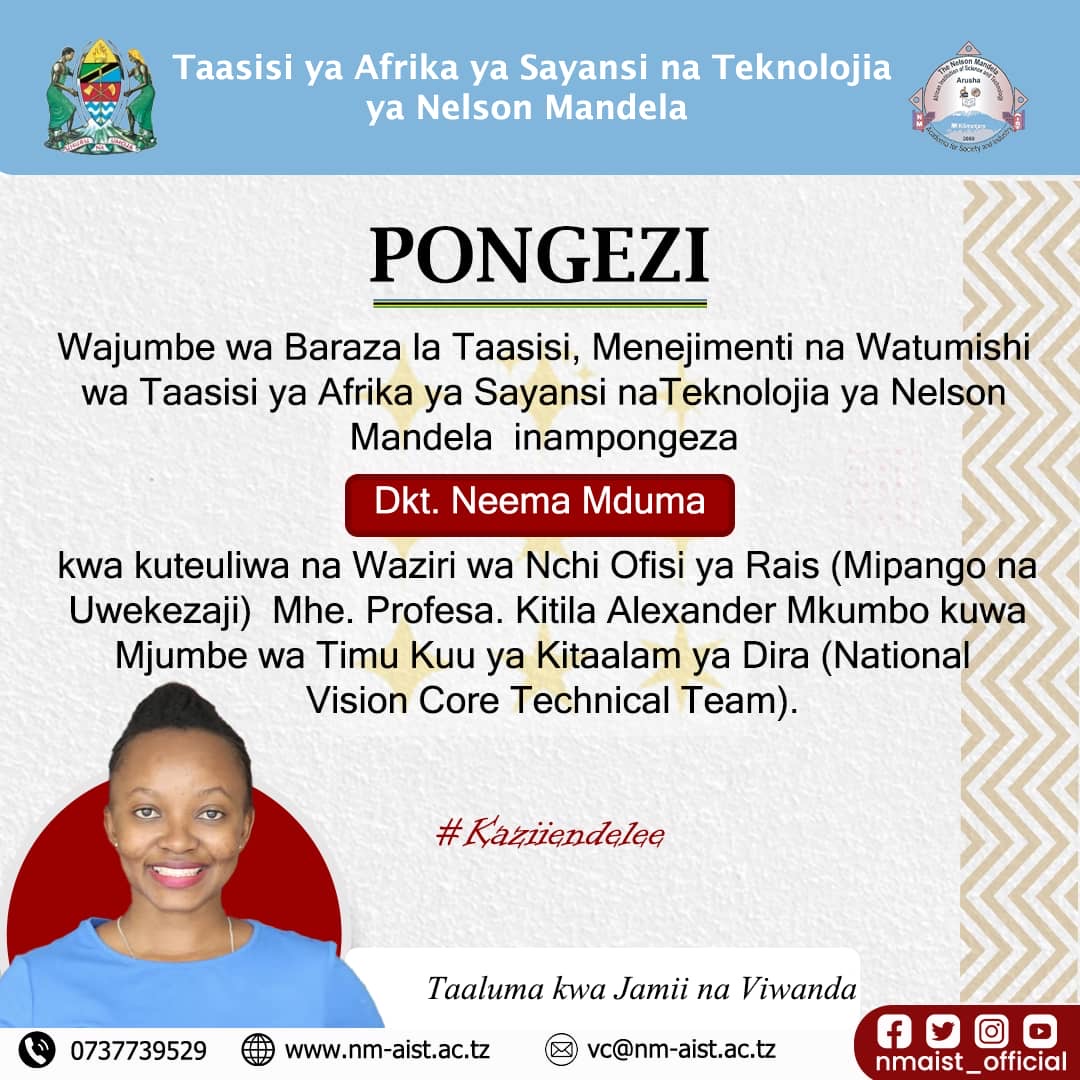 Taasisi ya Afrika ya Sayansi na Teknolojia
ya Nelson Mandela
The Nelson Mandela
African Institution of Science and Technology
Arusha
Kilimanjaro
Academia for Society and Industry
PONGEZI
Wajumbe wa Baraza la Taasisi, Menejimenti na Watumishi
wa Taasisi ya Afrika ya Sayansi naTeknolojia ya Nelson
Mandela inampongeza
Dkt. Neema Mduma
kwa kuteuliwa na Waziri wa Nchi Ofisi ya Rais (Mipango na
Uwekezaji) Mhe. Profesa. Kitila Alexander Mkumbo kuwa
Mjumbe wa Timu Kuu ya Kitaalam ya Dira (National
Vision Core Technical Team).
#Kaziiendelee
Taaluma kwa Jamii na Viwanda
0737739529 www.nm-aist.ac.tz vc@nm-aist.ac.tz
nmaist_official